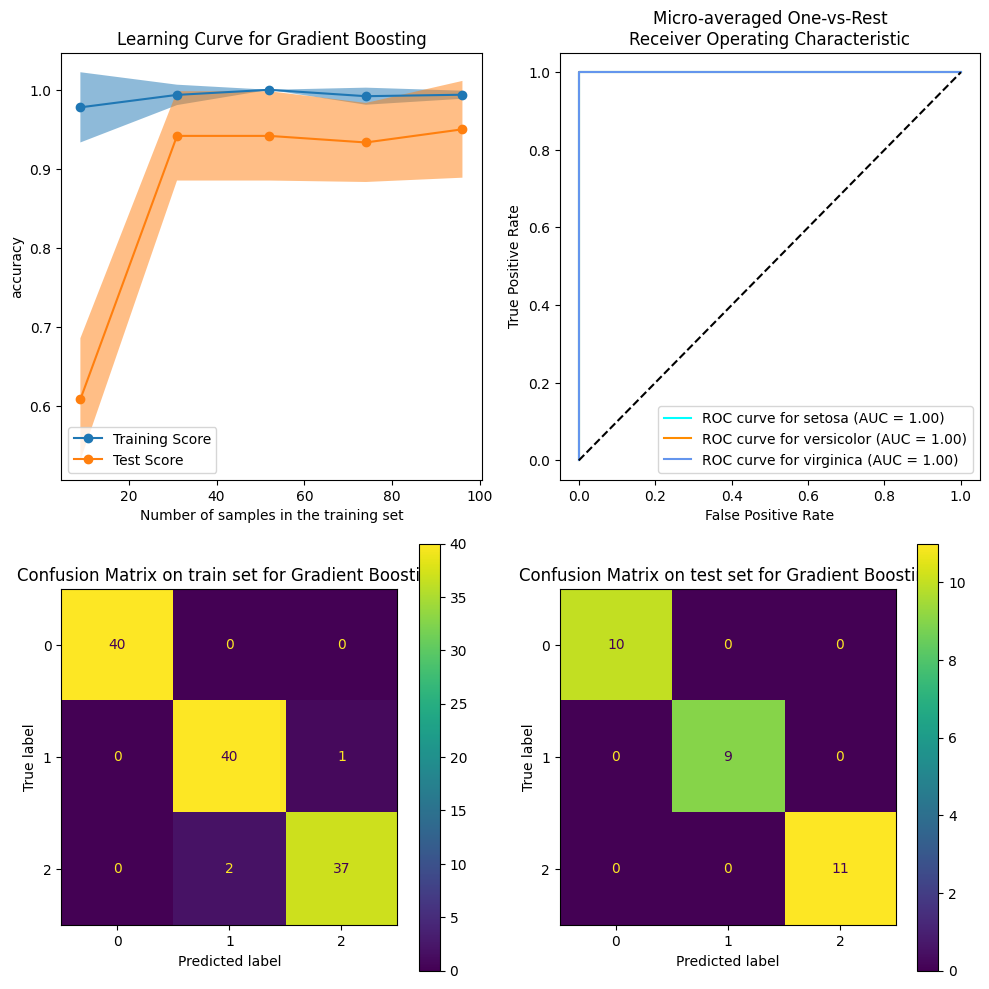 Learning Curve for Gradient Boosting
accuracy
1.0
0.9
0.8
0.7
0.6
20 40 60 80 100
Number of samples in the training set
Training Score
Test Score
Micro-averaged One-vs-Rest
Receiver Operating Characteristic
True Positive Rate
1.0
0.8
0.6
0.4
0.2
0.0
0.0 0.2 0.4 0.6 0.8 1.0
False Positive Rate
ROC curve for setosa (AUC = 1.00)
ROC curve for versicolor (AUC = 1.00)
ROC curve for virginica (AUC = 1.00)
Confusion Matrix on train set for Gradient Boosti
True label
0 40 0 0
1 0 40 1
2 0 2 37
0 1 2
Predicted label
40
35
30
25
20
15
10
5
0
Confusion Matrix on test set for Gradient Boosti
True label
0 10 0 0
1 0 9 0
2 0 0 11
0 1 2
Predicted label
10
8
6
4
2
0